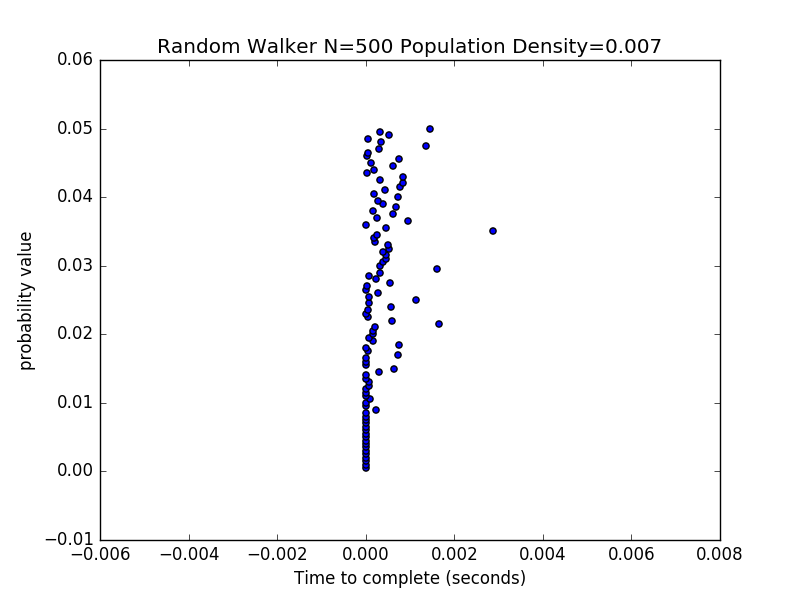 Random Walker N=500 Population Density=0.007
0.06
0.05
0.04
0.03
0.02
0.01
0.00
−0.01
probability value
−0.006 −0.004 −0.002 0.000 0.002 0.004 0.006 0.008
Time to complete (seconds)